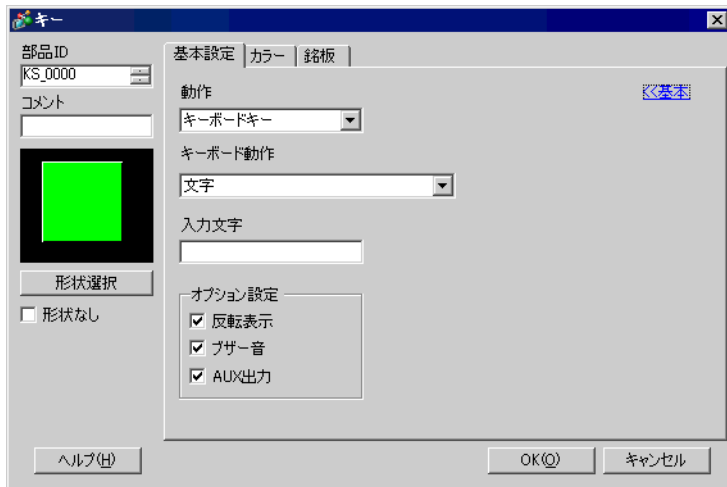 キー
部品ID
KS_0000
コメント
形状選択
形状なし
基本設定 カラー 銘板
動作
<<基本
キーボードキー
キーボード動作
文字
入力文字
オプション設定
反転表示
ブザー音
AUX出力
ヘルプ(H)
OK(O)
キャンセル